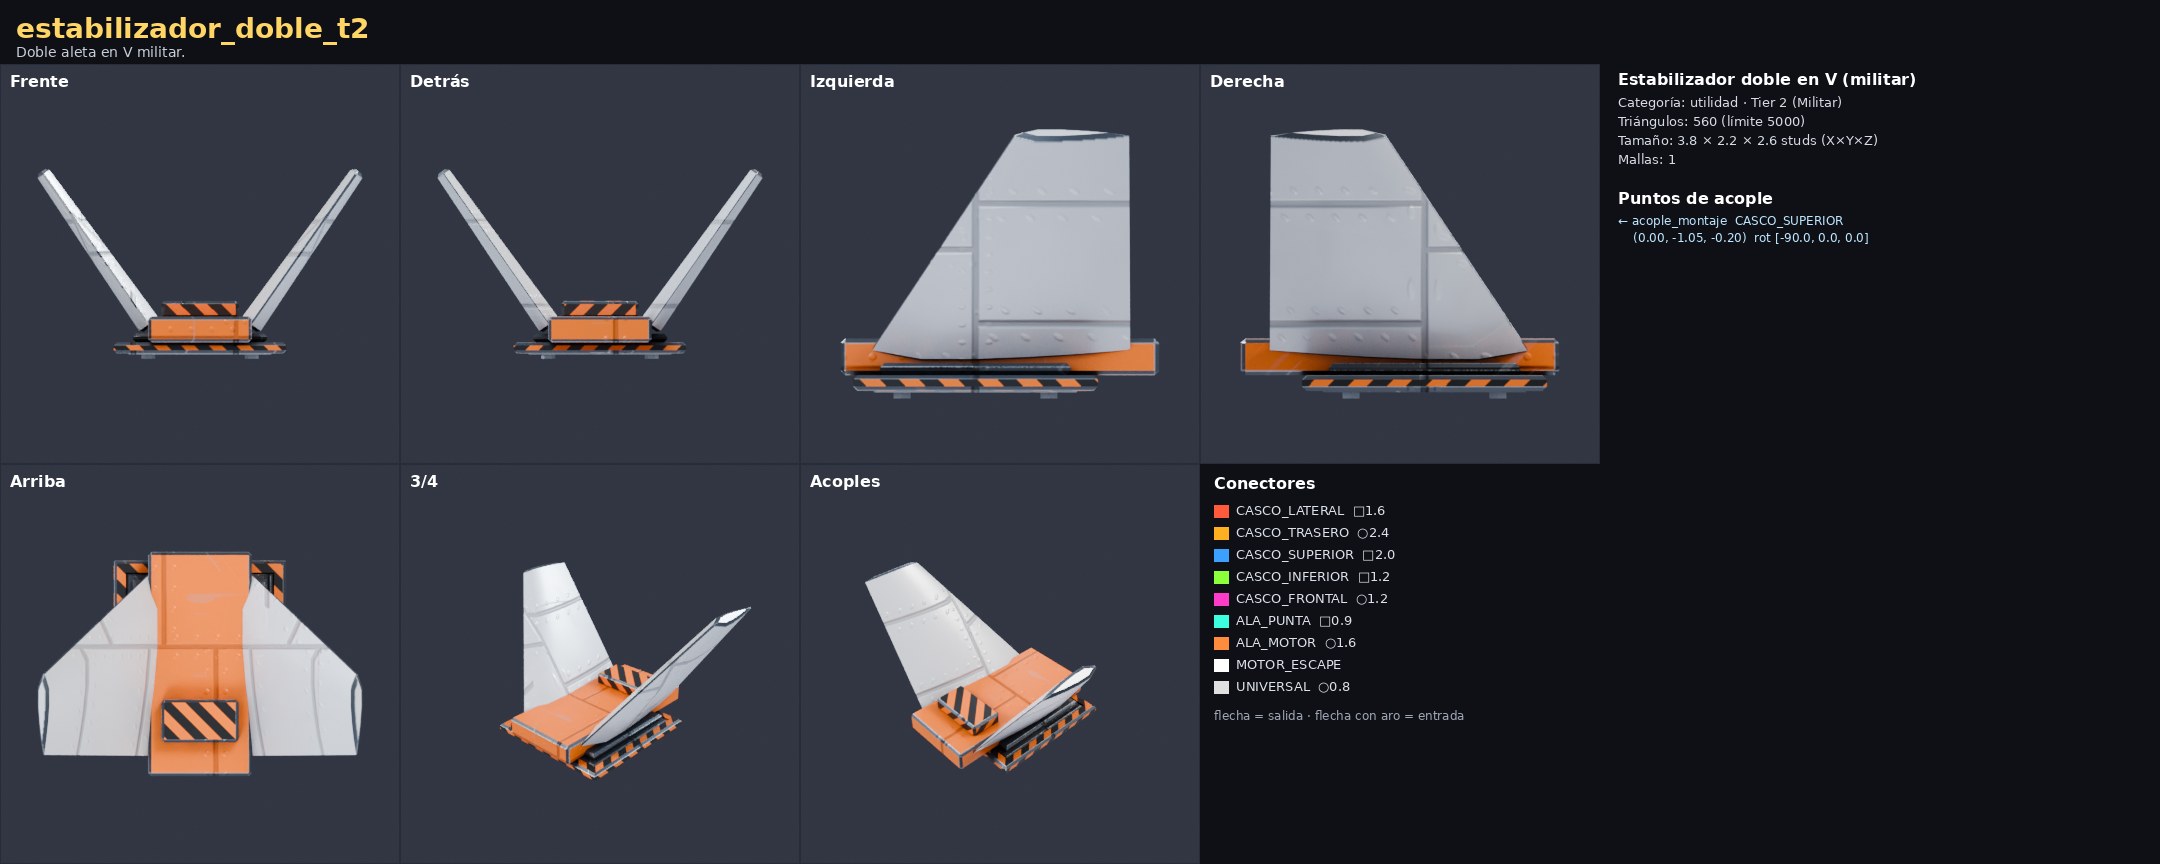 estabilizador_doble_t2
Doble aleta en V militar.
Frente
Detrás
Izquierda
Derecha
Estabilizador doble en V (militar)
Categoría: utilidad · Tier 2 (Militar)
Triángulos: 560 (límite 5000)
Tamaño: 3.8 × 2.2 × 2.6 studs (X×Y×Z)
Mallas: 1
Puntos de acople
← acople_montaje  CASCO_SUPERIOR
(0.00, -1.05, -0.20)  rot [-90.0, 0.0, 0.0]
Arriba
3/4
Acoples
Conectores
CASCO_LATERAL  □1.6
CASCO_TRASERO  ○2.4
CASCO_SUPERIOR  □2.0
CASCO_INFERIOR  □1.2
CASCO_FRONTAL  ○1.2
ALA_PUNTA  □0.9
ALA_MOTOR  ○1.6
MOTOR_ESCAPE
UNIVERSAL  ○0.8
flecha = salida · flecha con aro = entrada